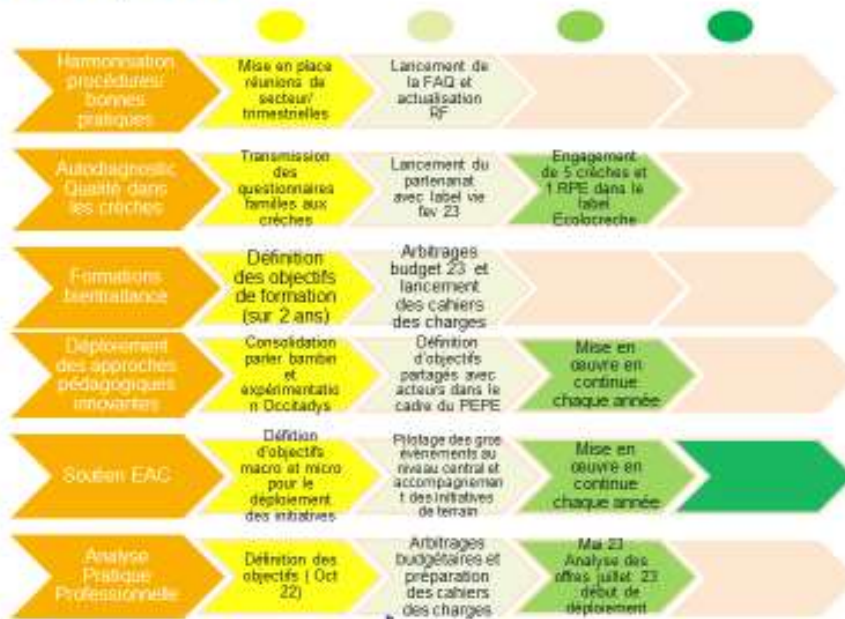 Harmonisation
procédures/
bonnes
pratiques
Mise en place
réunions de
secteur/
trimestrielles
Lancement de
la FAQ et
actualisation
RF
Autodiagnostic
Qualité dans
les crèches
Transmission
des
questionnaires
familles aux
crèches
Lancement du
partenariat
avec label vie
fev 23
Engagement
de 5 crèches et
1 RPE dans le
label
Ecolocreche
Formations
bientraitance
Définition
des objectifs
de formation
(sur 2 ans)
Arbitrages
budget 23 et
lancement
des cahiers
des charges
Déploiement
des approches
pédagogiques
innovantes
Consolidation
parler bambin
et
expérimentatio
n Occitadys
Définition
d'objectifs
partagés avec
acteurs dans le
cadre du PEPE
Mise en
œuvre en
continue
chaque année
Soutien EAC
Défition
d'objectifs
macro et micro
pour le
déploiement
des initiatives
Pilotage des gros
évènements au
niveau central et
accompagnemen
t des initiatives
de terrain
Mise en
œuvre en
continue
chaque année
Analyse
Pratique
Professionnelle
Définition des
objectifs ( Oct
22)
Arbitrages
budgétaires et
préparation
des cahiers
des charges
Mai 23
Analyse des
offres juillet 23
début de
déploiement